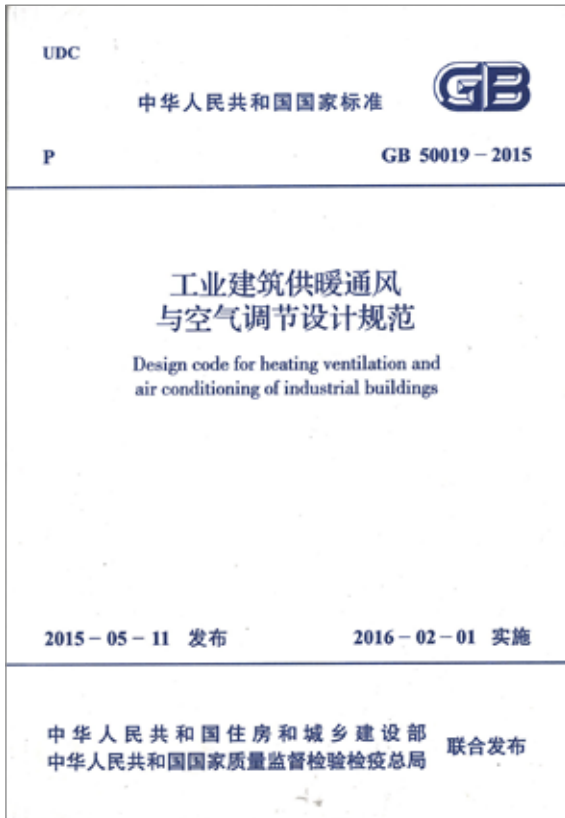 UDC
中华人民共和国国家标准
GB
P
GB 50019－2015
工业建筑供暖通风
与空气调节设计规范
Design code for heating ventilation and
air conditioning of industrial buildings
2015－05－11 发布
2016－02－01 实施
中华人民共和国住房和城乡建设部
中华人民共和国国家质量监督检验检疫总局
联合发布